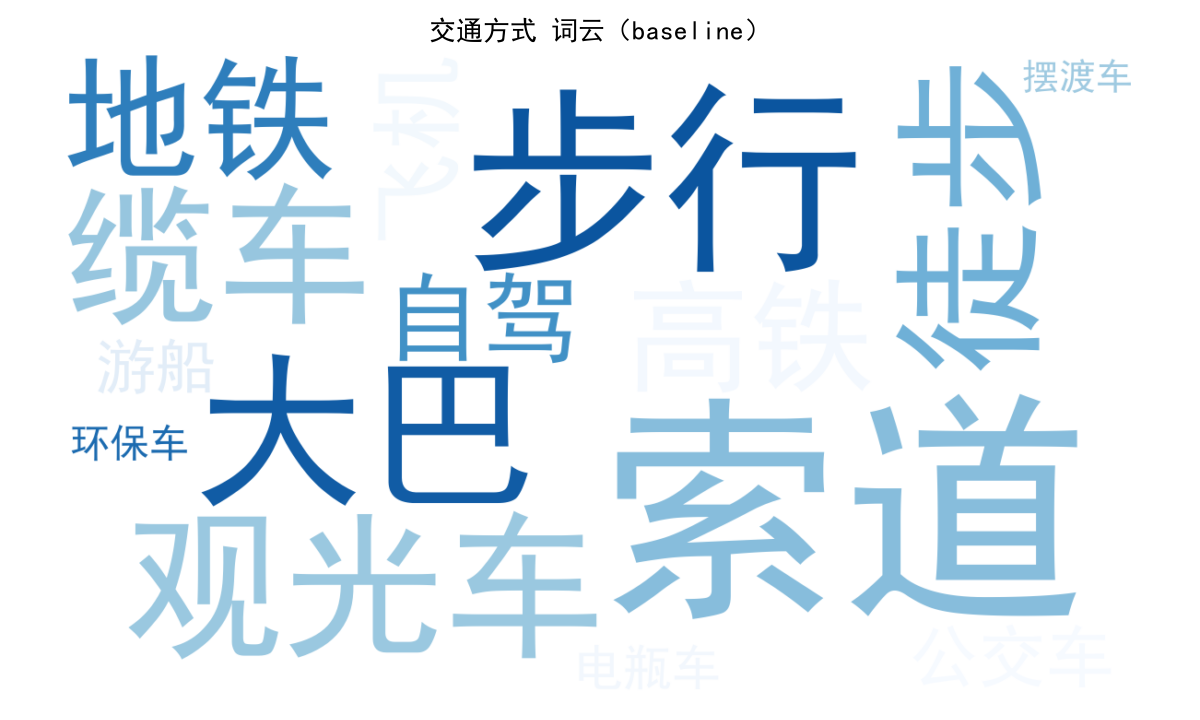 交通方式 词云（baseline）
地铁
飞机
步行
徒步
摆渡车
缆车
自驾
高铁
游船
大巴
环保车
索道
观光车
电瓶车
公交车